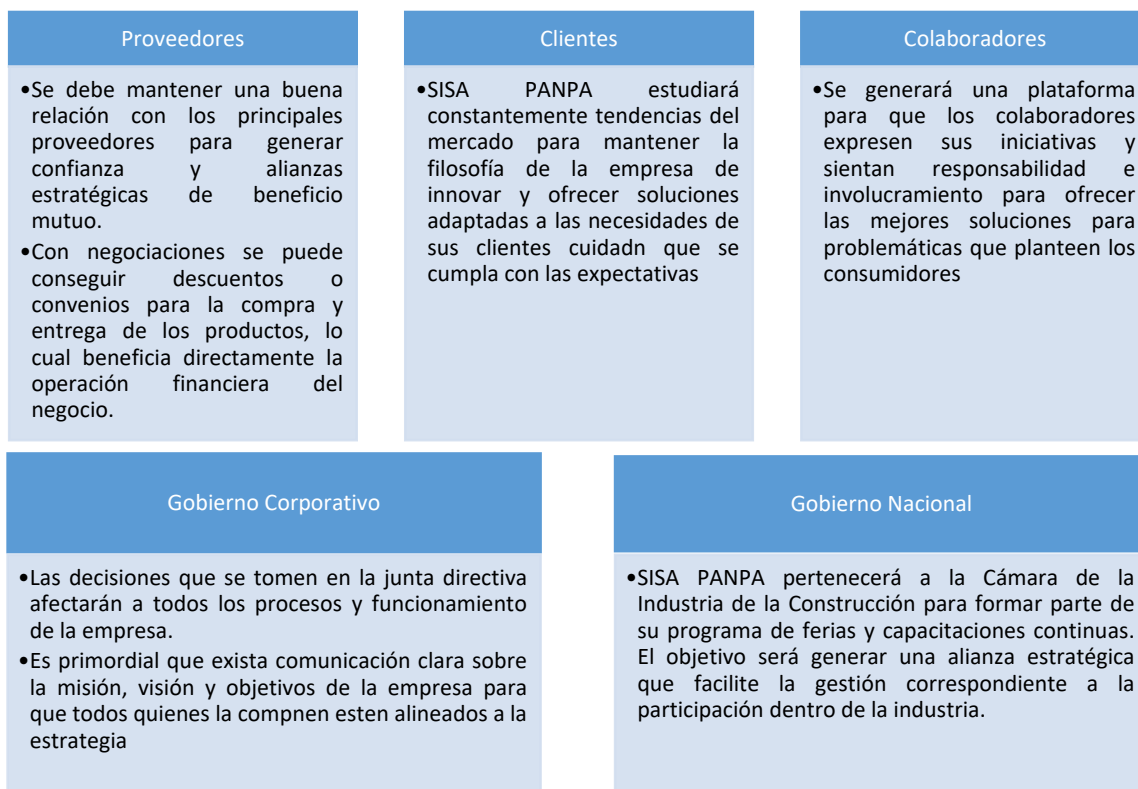 Proveedores
•Se debe mantener una buena
relación con los principales
proveedores para generar
confianza y alianzas
estratégicas de beneficio
mutuo.
•Con negociaciones se puede
conseguir descuentos o
convenios para la compra y
entrega de los productos, lo
cual beneficia directamente la
operación financiera del
negocio.
Clientes
•SISA PANPA estudiará
constantemente tendencias del
mercado para mantener la
filosofía de la empresa de
innovar y ofrecer soluciones
adaptadas a las necesidades de
sus clientes cuidadn que se
cumpla con las expectativas
Colaboradores
•Se generará una plataforma
para que los colaboradores
expresen sus iniciativas y
sientan responsabilidad e
involucramiento para ofrecer
las mejores soluciones para
problemáticas que planteen los
consumidores
Gobierno Corporativo
•Las decisiones que se tomen en la junta directiva
afectarán a todos los procesos y funcionamiento
de la empresa.
•Es primordial que exista comunicación clara sobre
la misión, visión y objetivos de la empresa para
que todos quienes la compnen esten alineados a la
estrategia
Gobierno Nacional
•SISA PANPA pertenecerá a la Cámara de la
Industria de la Construcción para formar parte de
su programa de ferias y capacitaciones continuas.
El objetivo será generar una alianza estratégica
que facilite la gestión correspondiente a la
participación dentro de la industria.